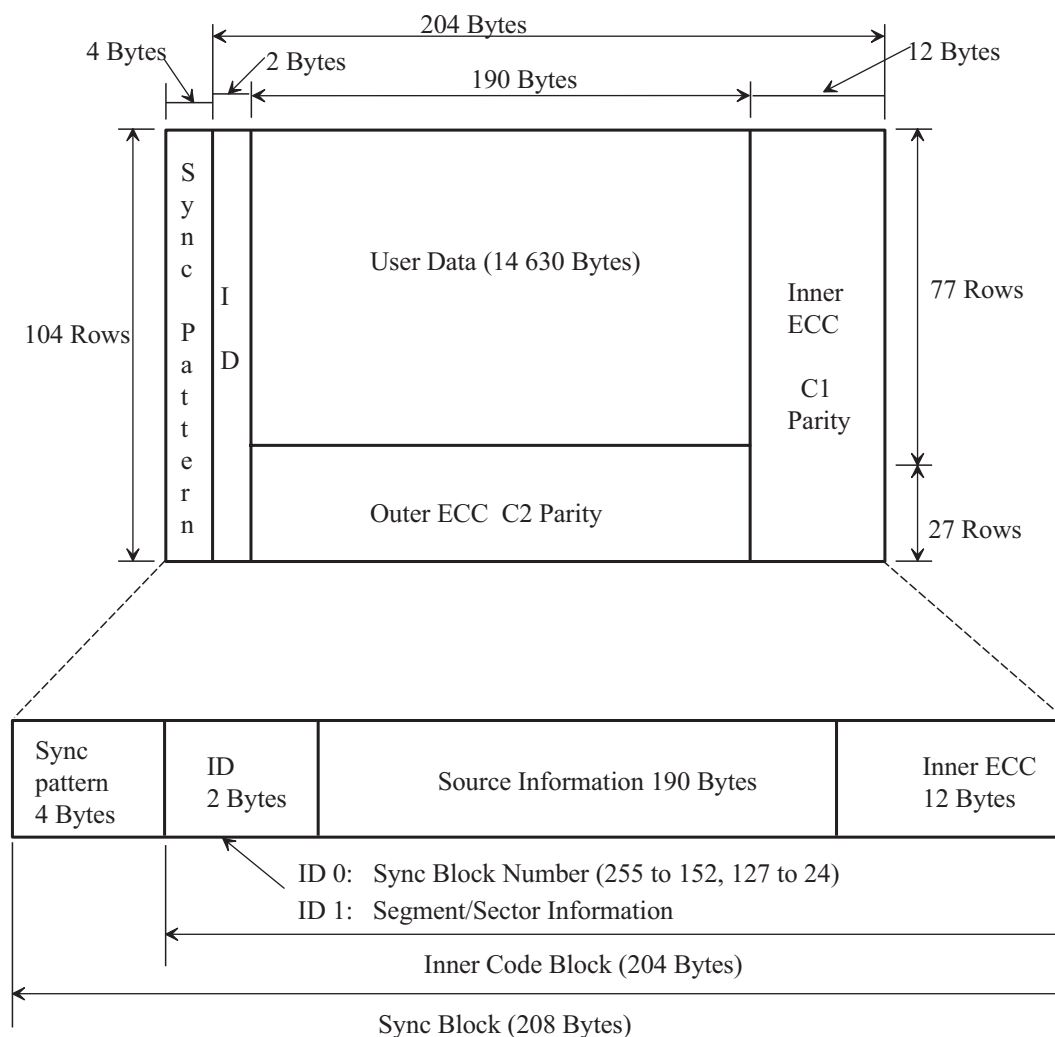 204 Bytes
4 Bytes
2 Bytes
12 Bytes
190 Bytes
Sync Pattern
ID
User Data (14 630 Bytes)
Inner
ECC
C1
Parity
77 Rows
104 Rows
Outer ECC C2 Parity
27 Rows
Sync
pattern
4 Bytes
ID
2 Bytes
Source Information 190 Bytes
Inner ECC
12 Bytes
ID 0: Sync Block Number (255 to 152, 127 to 24)
ID 1: Segment/Sector Information
Inner Code Block (204 Bytes)
Sync Block (208 Bytes)